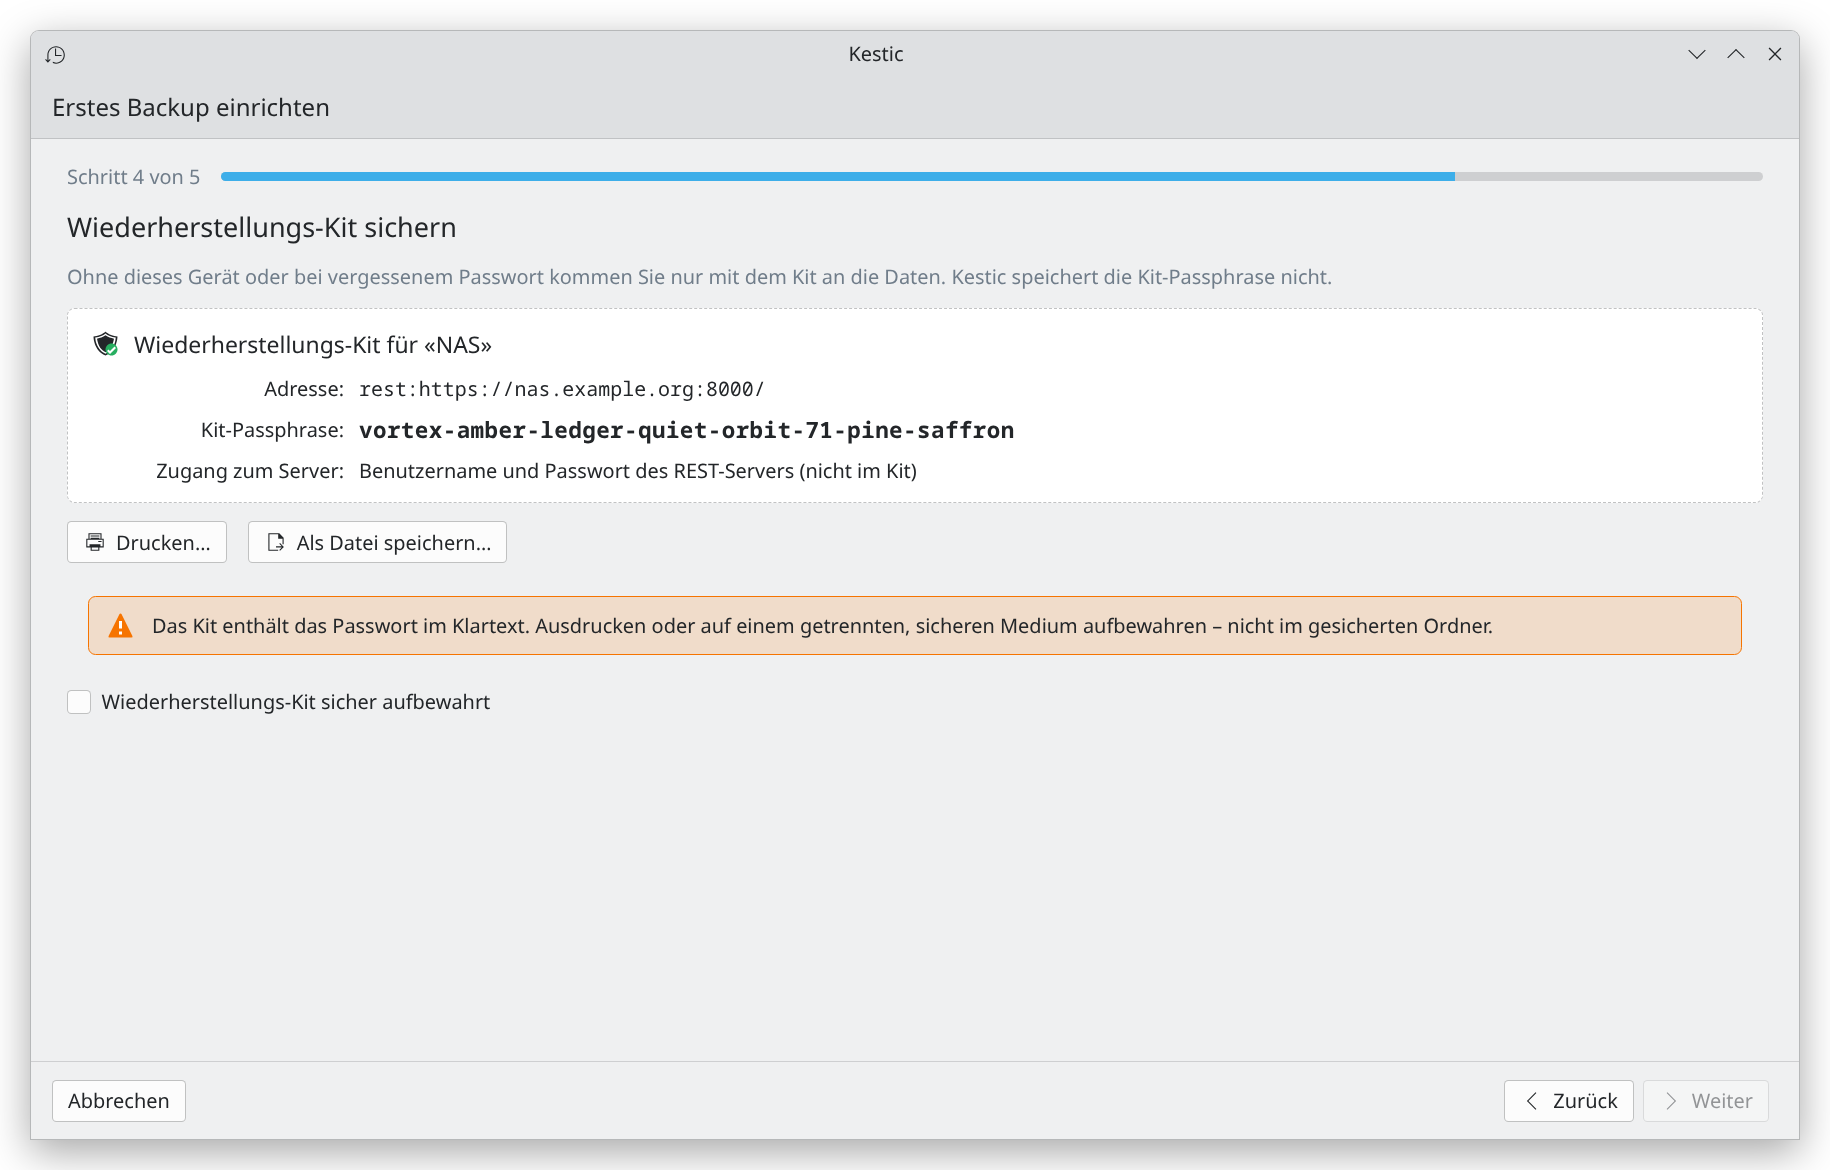 Kestic
Erstes Backup einrichten
Schritt 4 von 5
Wiederherstellungs-Kit sichern
Ohne dieses Gerät oder bei vergessenem Passwort kommen Sie nur mit dem Kit an die Daten. Kestic speichert die Kit-Passphrase nicht.
Wiederherstellungs-Kit für «NAS»
Adresse: rest:https://nas.example.org:8000/
Kit-Passphrase: vortex-amber-ledger-quiet-orbit-71-pine-saffron
Zugang zum Server: Benutzername und Passwort des REST-Servers (nicht im Kit)
Drucken... Als Datei speichern...
Das Kit enthält das Passwort im Klartext. Ausdrucken oder auf einem getrennten, sicheren Medium aufbewahren – nicht im gesicherten Ordner.
Wiederherstellungs-Kit sicher aufbewahrt
Abbrechen Zurück Weiter